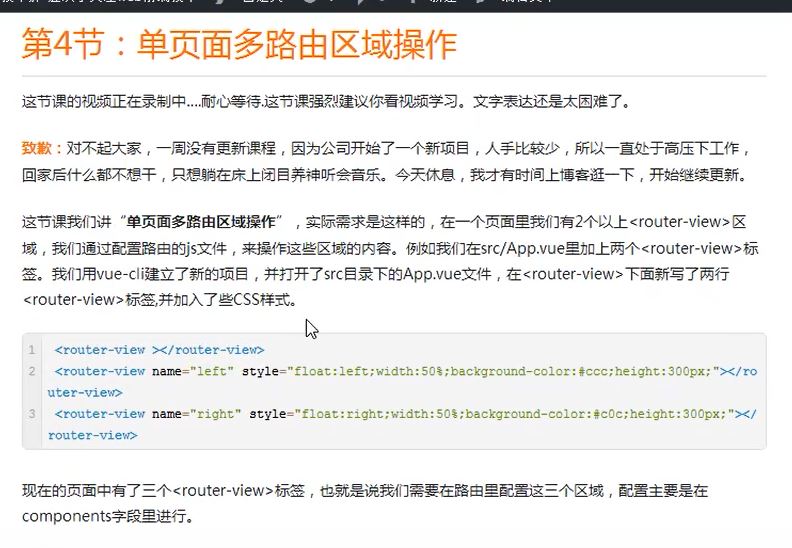 第4节：单页面多路由区域操作
这节课的视频正在录制中....耐心等待.这节课强烈建议你看视频学习。文字表达还是太困难了。
致歉：对不起大家，一周没有更新课程，因为公司开始了一个新项目，人手比较少，所以一直处于高压下工作，
回家后什么都不想干，只想躺在床上闭目养神听会音乐。今天休息，我才有时间上博客逛一下，开始继续更新。
这节课我们讲“单页面多路由区域操作”，实际需求是这样的，在一个页面里我们有2个以上<router-view>区
域，我们通过配置路由的js文件，来操作这些区域的内容。例如我们在src/App.vue里加上两个<router-view>标
签。我们用vue-cli建立了新的项目，并打开了src目录下的App.vue文件，在<router-view>下面新写了两行
<router-view>标签,并加入了些CSS样式。
1 <router-view ></router-view>
2 <router-view name="left" style="float:left;width:50%;background-color:#ccc;height:300px;"></ro
uter-view>
3 <router-view name="right" style="float:right;width:50%;background-color:#c0c;height:300px;"></
router-view>
现在的页面中有了三个<router-view>标签，也就是说我们需要在路由里配置这三个区域，配置主要是在
components字段里进行。